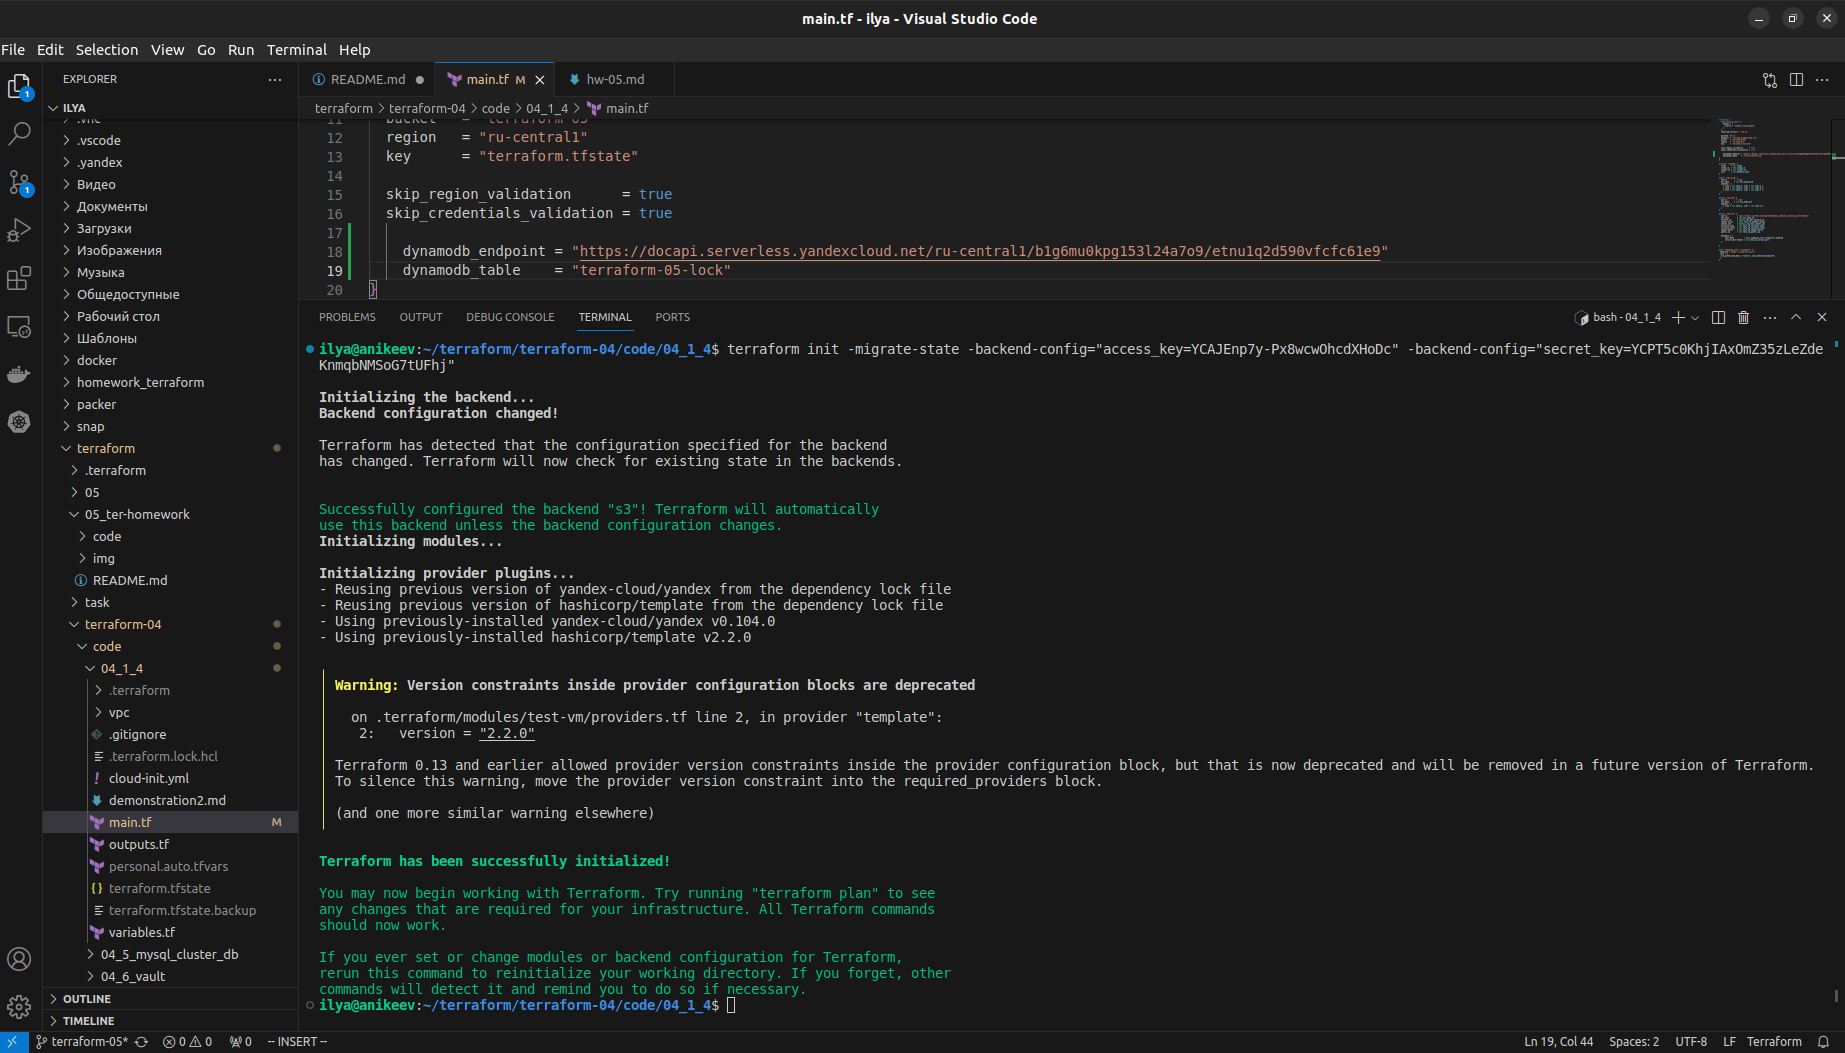 main.tf - ilya - Visual Studio Code
File Edit Selection View Go Run Terminal Help
EXPLORER
ILYA
.vnc
.vscode
.yandex
Видео
Документы
Загрузки
Изображения
Музыка
Общедоступные
Рабочий стол
Шаблоны
docker
homework_terraform
packer
snap
terraform
.terraform
05
05_ter-homework
code
img
README.md
task
terraform-04
code
04_1_4
.terraform
vpc
.gitignore
.terraform.lock.hcl
cloud-init.yml
demonstration2.md
main.tf M
outputs.tf
personal.auto.tfvars
terraform.tfstate
terraform.tfstate.backup
variables.tf
04_5_mysql_cluster_db
04_6_vault
OUTLINE
TIMELINE
README.md main.tf M hw-05.md
terraform > terraform-04 > code > 04_1_4 > main.tf
11 bucket = "terraform-05"
12 region = "ru-central1"
13 key = "terraform.tfstate"
14
15 skip_region_validation = true
16 skip_credentials_validation = true
17
18 dynamodb_endpoint = "https://docapi.serverless.yandexcloud.net/ru-central1/b1g6mu0kpg153l24a7o9/etnu1q2d590vfcfc61e9"
19 dynamodb_table = "terraform-05-lock"
20 }
PROBLEMS OUTPUT DEBUG CONSOLE TERMINAL PORTS
bash - 04_1_4
ilya@anikeev:~/terraform/terraform-04/code/04_1_4$ terraform init -migrate-state -backend-config="access_key=YCAJEnp7y-Px8wcwOhcdXHoDc" -backend-config="secret_key=YCPT5c0KhjIAxOmZ35zLeZde
KnmqbNMSoG7tUFhj"
Initializing the backend...
Backend configuration changed!
Terraform has detected that the configuration specified for the backend
has changed. Terraform will now check for existing state in the backends.
Successfully configured the backend "s3"! Terraform will automatically
use this backend unless the backend configuration changes.
Initializing modules...
Initializing provider plugins...
- Reusing previous version of yandex-cloud/yandex from the dependency lock file
- Reusing previous version of hashicorp/template from the dependency lock file
- Using previously-installed yandex-cloud/yandex v0.104.0
- Using previously-installed hashicorp/template v2.2.0
Warning: Version constraints inside provider configuration blocks are deprecated
on .terraform/modules/test-vm/providers.tf line 2, in provider "template":
2: version = "2.2.0"
Terraform 0.13 and earlier allowed provider version constraints inside the provider configuration block, but that is now deprecated and will be removed in a future version of Terraform.
To silence this warning, move the provider version constraint into the required_providers block.
(and one more similar warning elsewhere)
Terraform has been successfully initialized!
You may now begin working with Terraform. Try running "terraform plan" to see
any changes that are required for your infrastructure. All Terraform commands
should now work.
If you ever set or change modules or backend configuration for Terraform,
rerun this command to reinitialize your working directory. If you forget, other
commands will detect it and remind you to do so if necessary.
ilya@anikeev:~/terraform/terraform-04/code/04_1_4$
terraform-05* 0 0 0 -- INSERT --
Ln 19, Col 44 Spaces: 2 UTF-8 LF Terraform